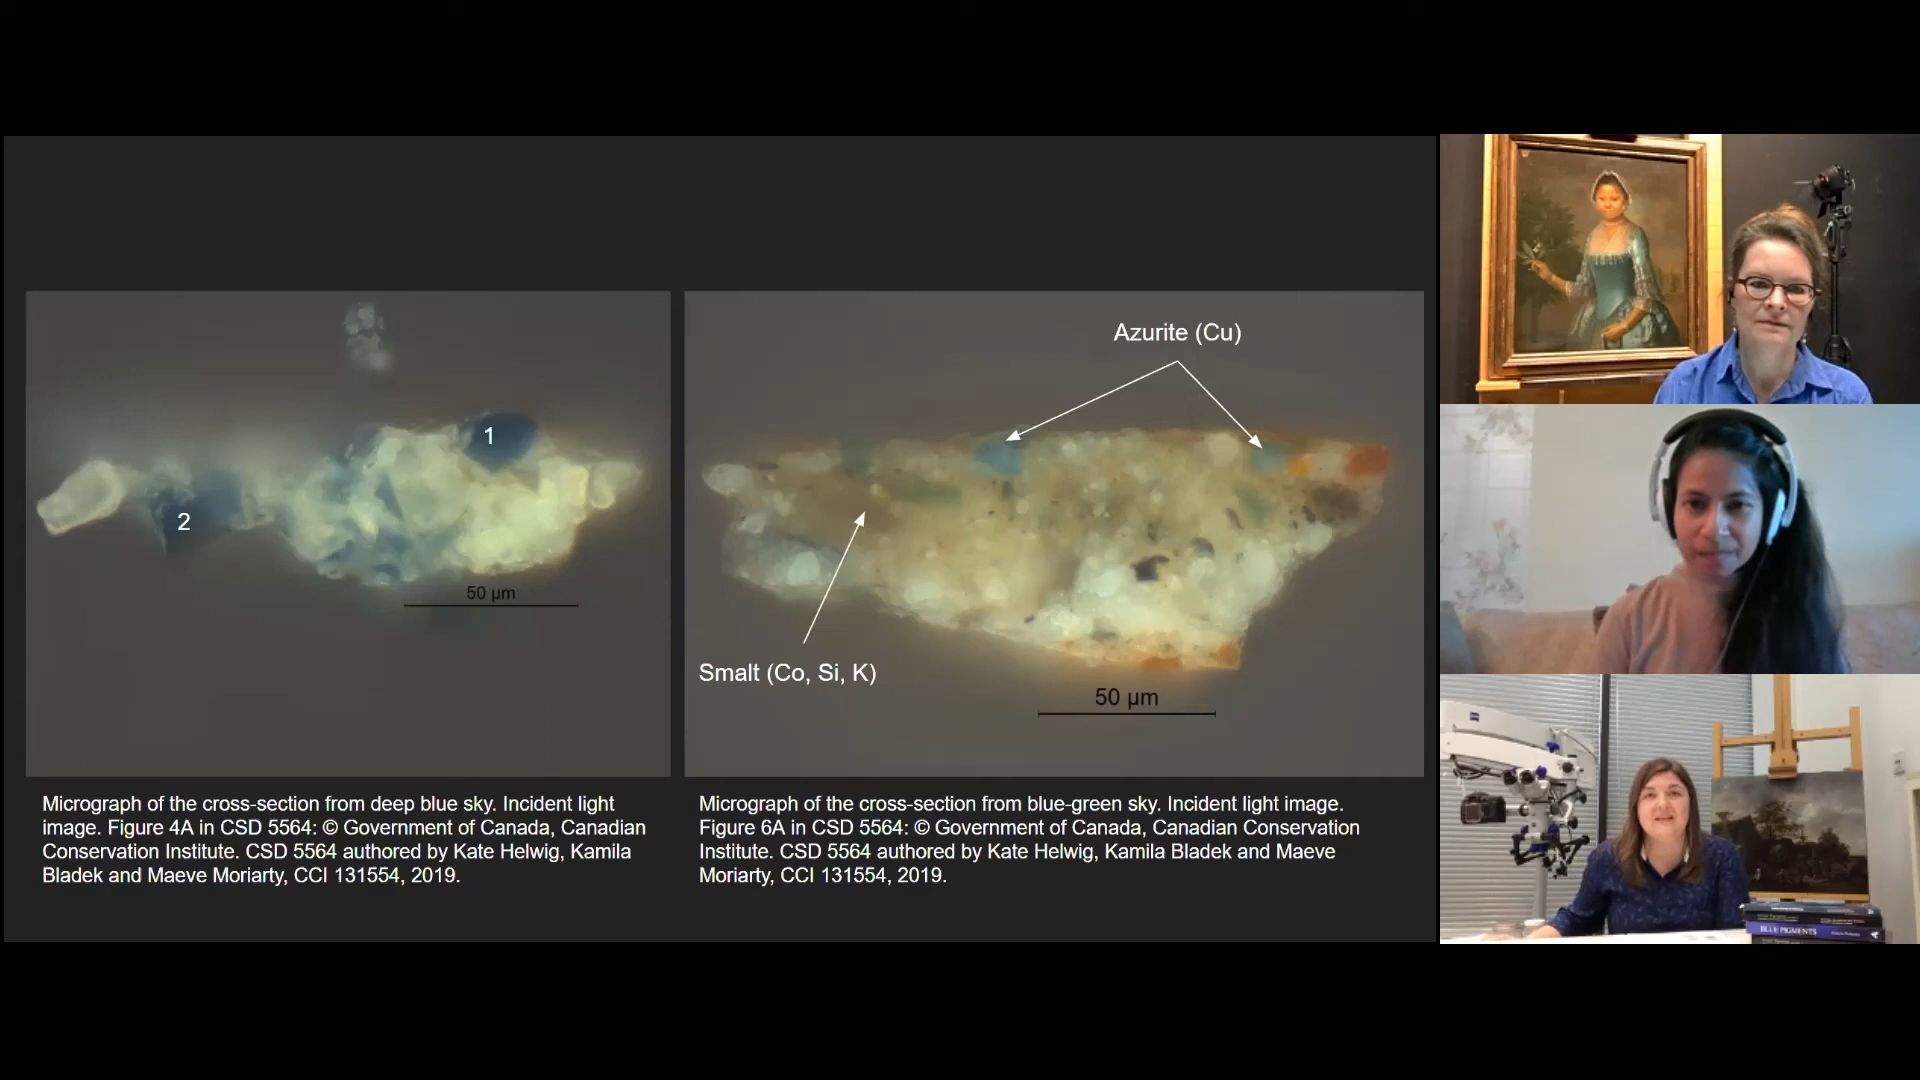 1
2
50 µm
Azurite (Cu)
Smalt (Co, Si, K)
50 µm
Micrograph of the cross-section from deep blue sky. Incident light
image. Figure 4A in CSD 5564: © Government of Canada, Canadian
Conservation Institute. CSD 5564 authored by Kate Helwig, Kamila
Bladek and Maeve Moriarty, CCI 131554, 2019.
Micrograph of the cross-section from blue-green sky. Incident light image.
Figure 6A in CSD 5564: © Government of Canada, Canadian Conservation
Institute. CSD 5564 authored by Kate Helwig, Kamila Bladek and Maeve
Moriarty, CCI 131554, 2019.
BLUE PIGMENTS